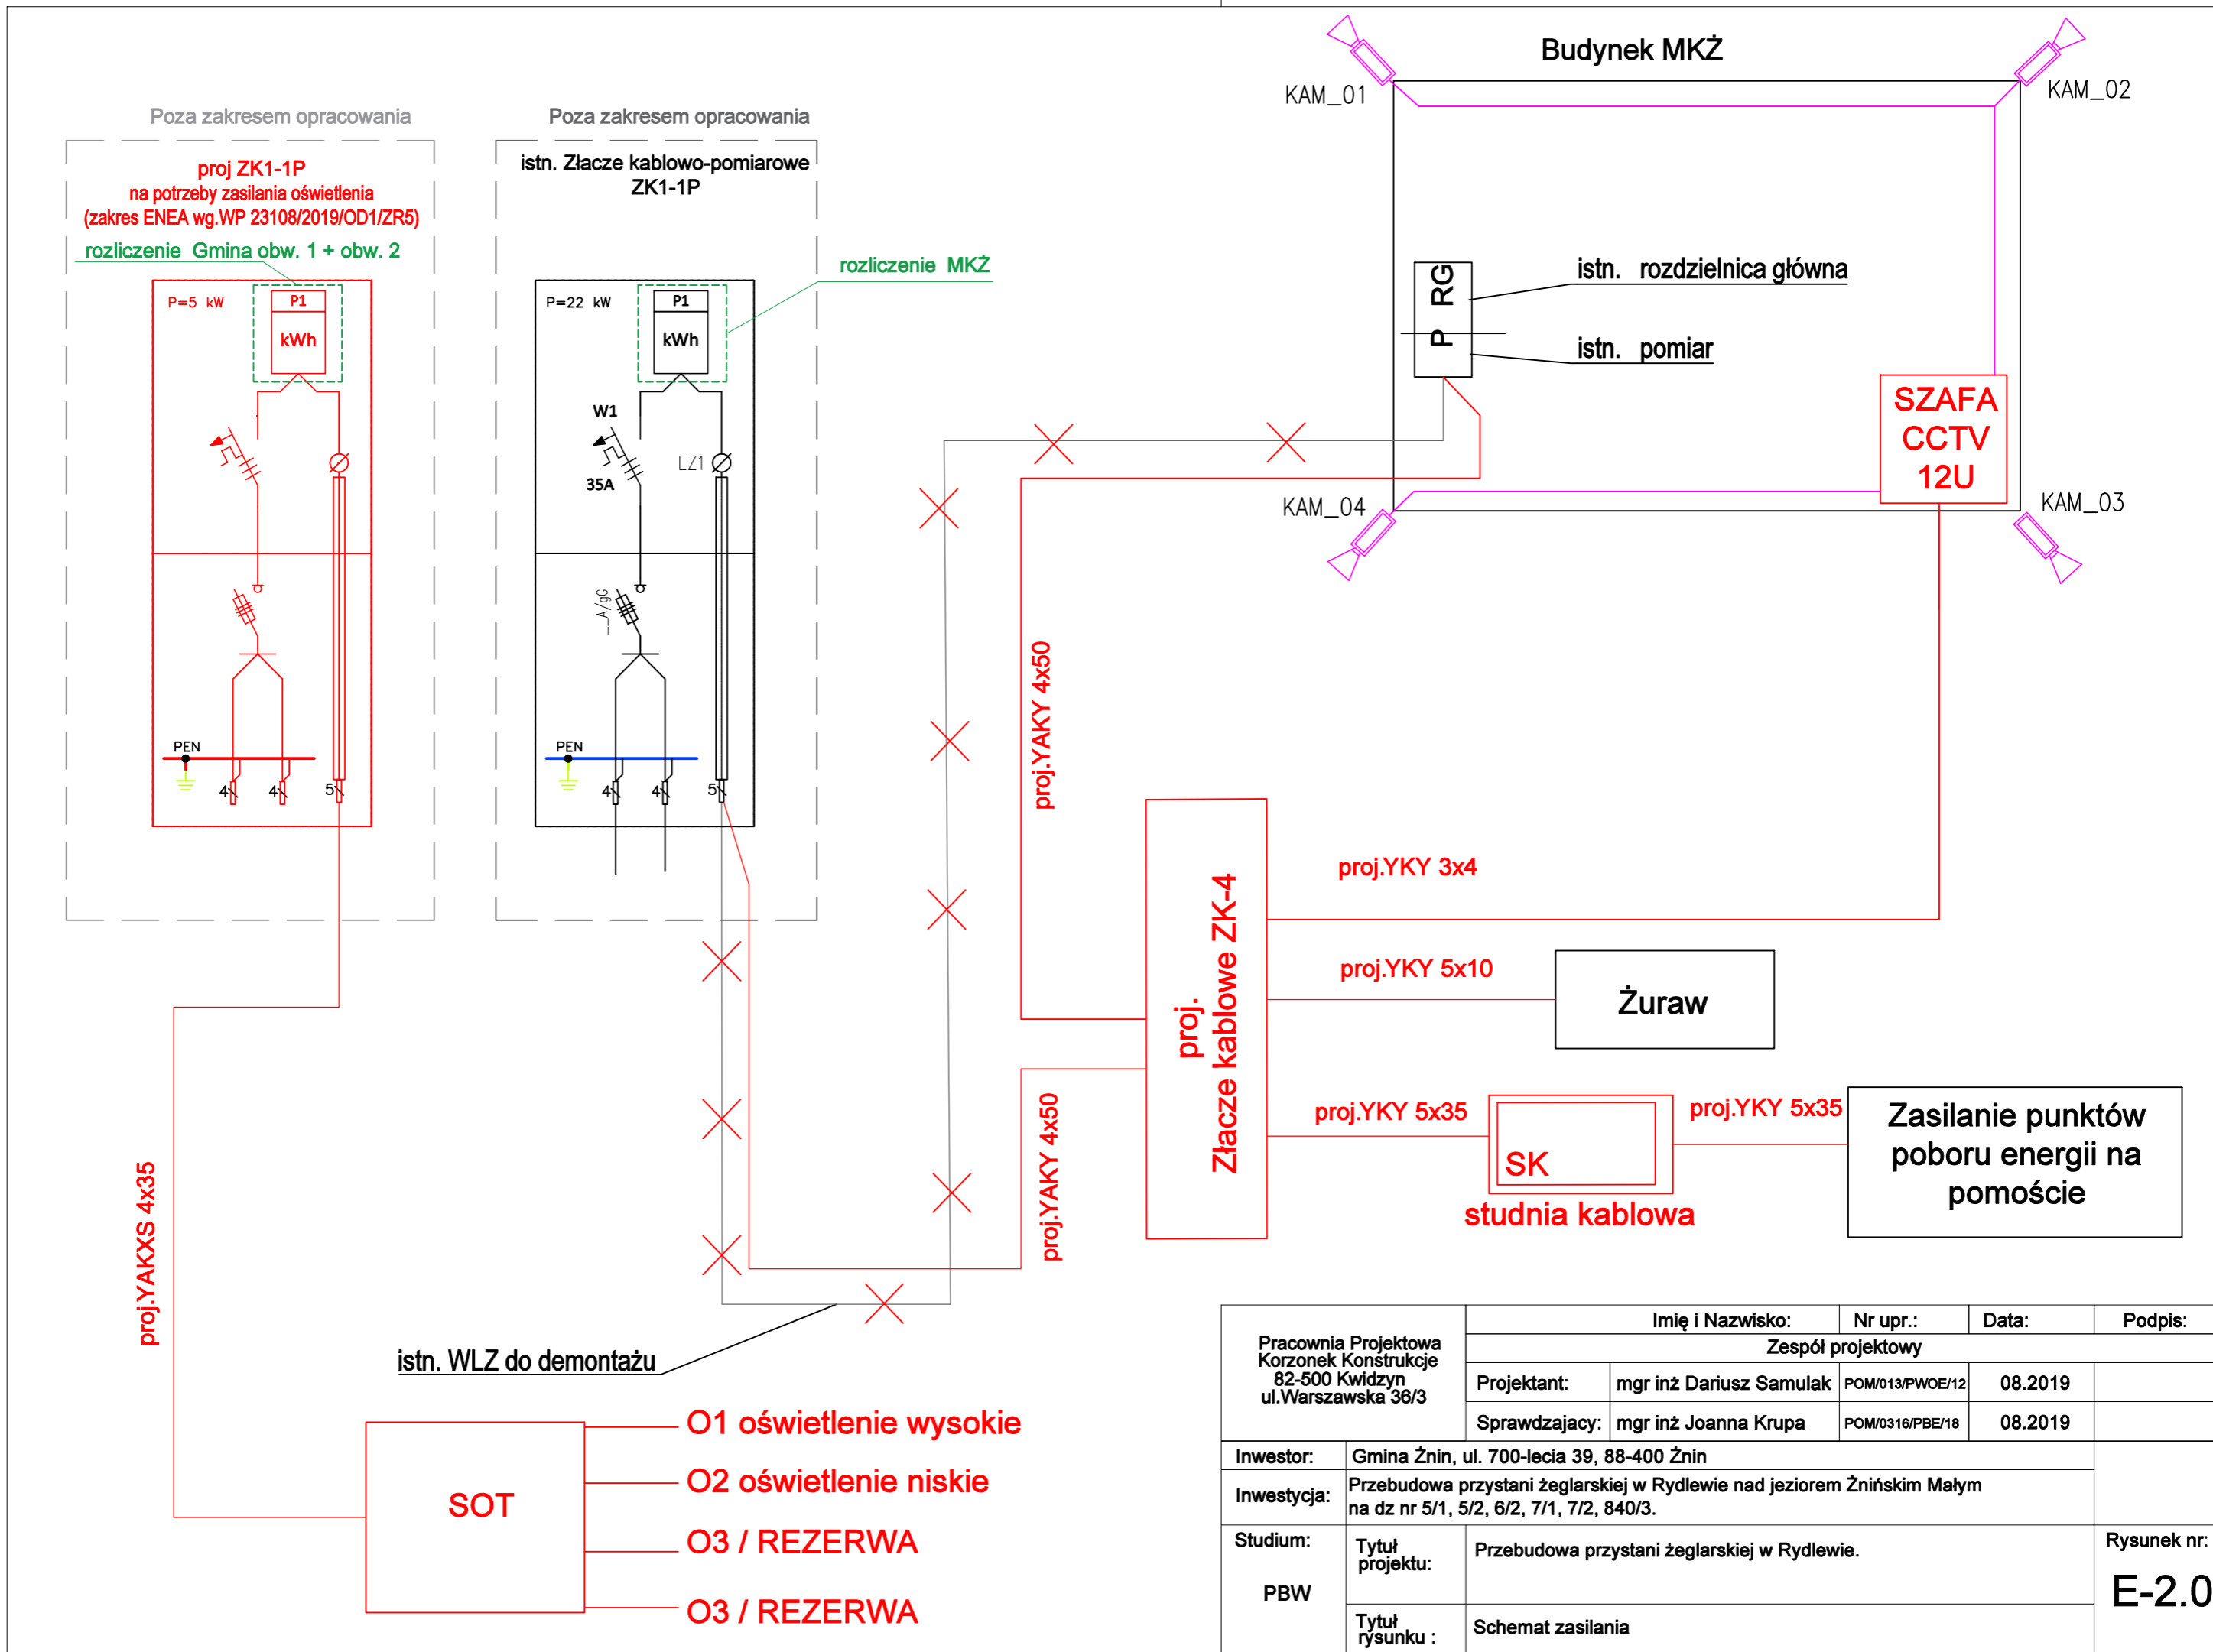 Budynek MKŻ
KAM_01
KAM_02
Poza zakresem opracowania
Poza zakresem opracowania
proj ZK1-1P
na potrzeby zasilania oświetlenia
(zakres ENEA wg.WP 23108/2019/OD1/ZR5)
rozliczenie Gmina obw. 1 + obw. 2
istn. Złacze kablowo-pomiarowe
ZK1-1P
rozliczenie MKŻ
P=5 kW
P1
kWh
P=22 kW
P1
kWh
W1
35A
LZ1
__A/gG
PEN
4
4
5
PEN
4
4
5
P RG
istn. rozdzielnica główna
istn. pomiar
SZAFA
CCTV
12U
KAM_04
KAM_03
proj.YAKY 4x50
proj.YAKY 4x50
proj.
Złacze kablowe ZK-4
proj.YKY 3x4
proj.YKY 5x10
Żuraw
proj.YKY 5x35
SK
studnia kablowa
proj.YKY 5x35
Zasilanie punktów
poboru energii na
pomoście
proj.YAKXS 4x35
istn. WLZ do demontażu
SOT
O1 oświetlenie wysokie
O2 oświetlenie niskie
O3 / REZERWA
O3 / REZERWA
Pracownia Projektowa
Korzonek Konstrukcje
82-500 Kwidzyn
ul.Warszawska 36/3
Imię i Nazwisko: Nr upr.: Data: Podpis:
Zespół projektowy
Projektant: mgr inż Dariusz Samulak POM/013/PWOE/12 08.2019
Sprawdzajacy: mgr inż Joanna Krupa POM/0316/PBE/18 08.2019
Inwestor: Gmina Żnin, ul. 700-lecia 39, 88-400 Żnin
Inwestycja: Przebudowa przystani żeglarskiej w Rydlewie nad jeziorem Żnińskim Małym
na dz nr 5/1, 5/2, 6/2, 7/1, 7/2, 840/3.
Studium:
PBW
Tytuł
projektu:
Przebudowa przystani żeglarskiej w Rydlewie.
Tytuł
rysunku :
Schemat zasilania
Rysunek nr:
E-2.0